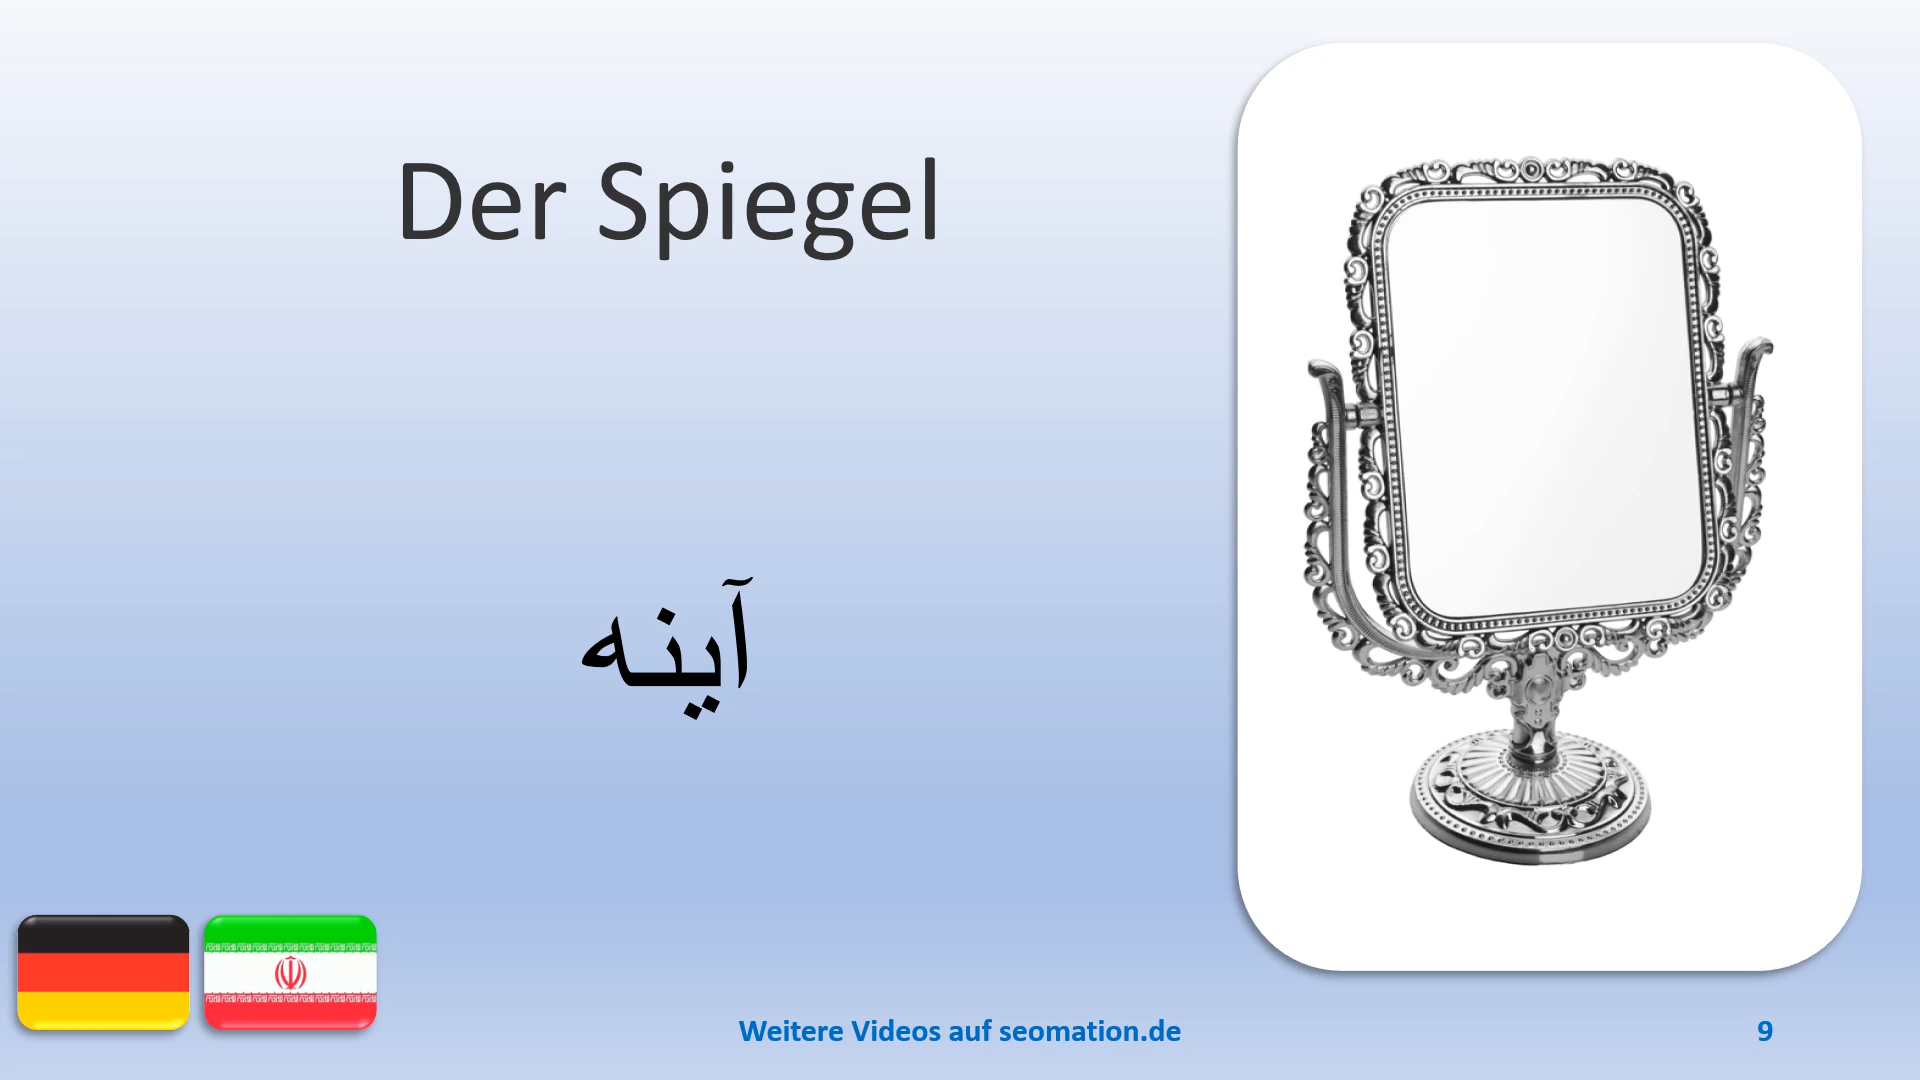 Der Spiegel
آینه
Weitere Videos auf seomation.de
9